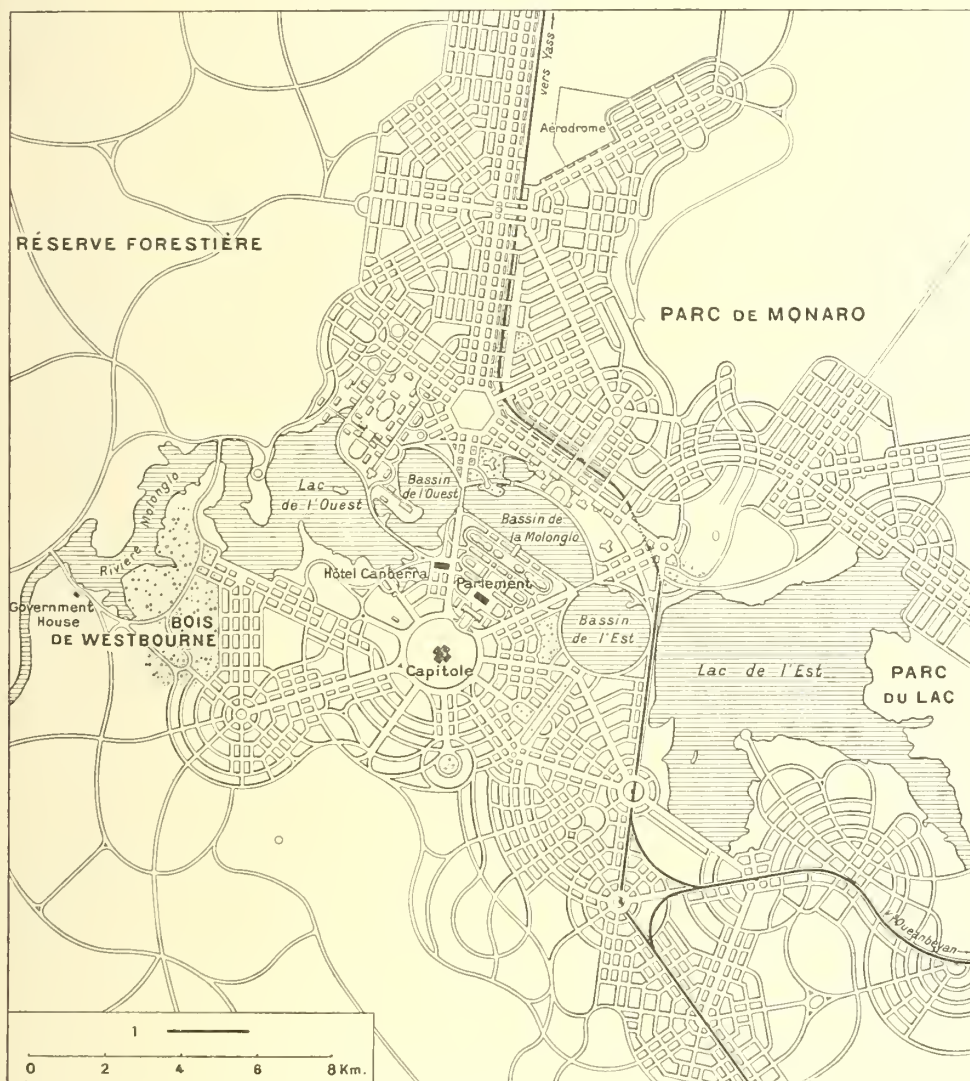 vers Yass
Aérodrome
RÉSERVE FORESTIÈRE
PARC DE MONARO
Rivière Molonglo
Lac
de l'Ouest
Bassin
de l'Ouest
Bassin de
la Molonglo
Hôtel Canberra
Parlement
Government
House
BOIS
DE WESTBOURNE
Bassin
de l'Est
Capitole
Lac de l'Est
PARC
DU LAC
vs Queanbeyan
1
0 2 4 6 8 Km.